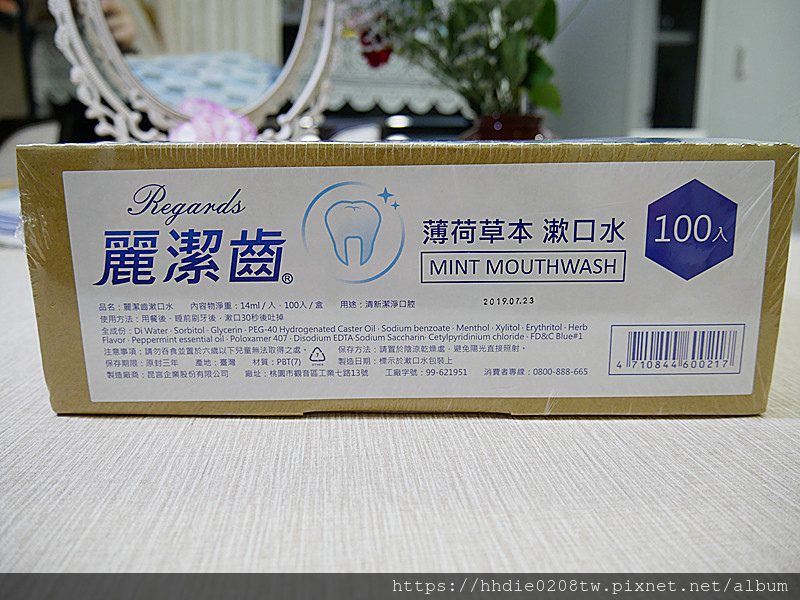 Regards
麗潔齒®
薄荷草本 漱口水
MINT MOUTHWASH
100入
2019.07.23
品名：麗潔齒漱口水 內容物淨重：14ml / 入，100入 / 盒 用途：清新潔淨口腔
使用方法：用餐後、睡前刷牙後，漱口30秒後吐掉
全成份：Di Water · Sorbitol · Glycerin · PEG-40 Hydrogenated Caster Oil · Sodium benzoate · Menthol · Xylitol · Erythritol · Herb
Flavor · Peppermint essential oil · Poloxamer 407 · Disodium EDTA·Sodium Saccharin · Cetylpyridinium chloride · FD&C Blue#1
注意事項：請勿吞食並置於六歲以下兒童無法取得之處。 7 保存方法：請置於陰涼乾燥處，避免陽光直接照射。
保存期限：原封三年 產地：臺灣 材質：PBT(7) 製造日期：標示於漱口水包裝上
製造廠商：昆言企業股份有限公司 廠址：桃園市觀音區工業七路13號 工廠字號：99-621951 消費者專線：0800-888-665
4 710844 600217
https://hhdie0208tw.pixnet.net/album